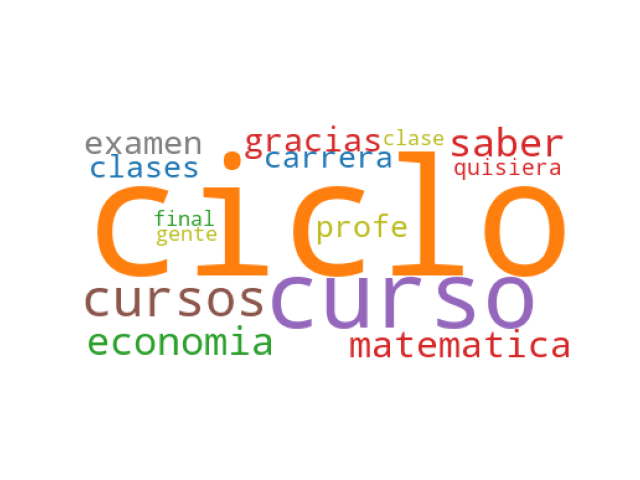 examen gracias clase saber
clases carrera quisiera
ciclo
final profe
gente
cursos curso
economia matematica